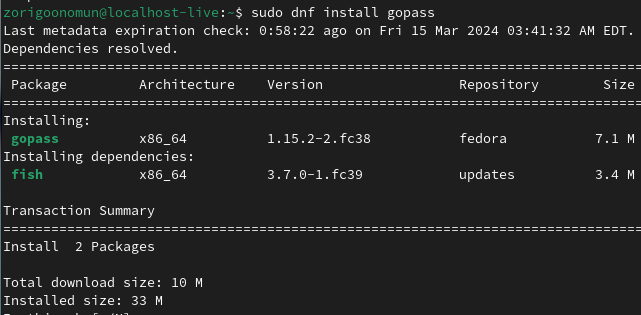 zorigoonomun@localhost-live:~$ sudo dnf install gopass
Last metadata expiration check: 0:58:22 ago on Fri 15 Mar 2024 03:41:32 AM EDT.
Dependencies resolved.
================================================================================
Package Architecture Version Repository Size
================================================================================
Installing:
gopass x86_64 1.15.2-2.fc38 fedora 7.1 M
Installing dependencies:
fish x86_64 3.7.0-1.fc39 updates 3.4 M
Transaction Summary
================================================================================
Install 2 Packages
Total download size: 10 M
Installed size: 33 M